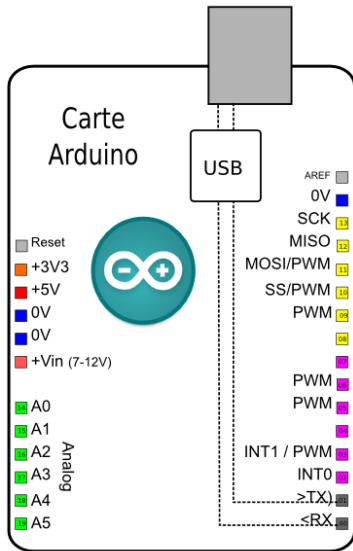 Carte
Arduino
USB
AREF
0V
SCK 13
MISO 12
MOSI/PWM 11
SS/PWM 10
PWM 09
08
07
PWM 06
PWM 05
04
INT1 / PWM 03
INT0 02
>TX) 01
<RX 00
Reset
+3V3
+5V
0V
0V
+Vin (7-12V)
14 A0
15 A1
16 A2
17 A3
18 A4
19 A5
Analog